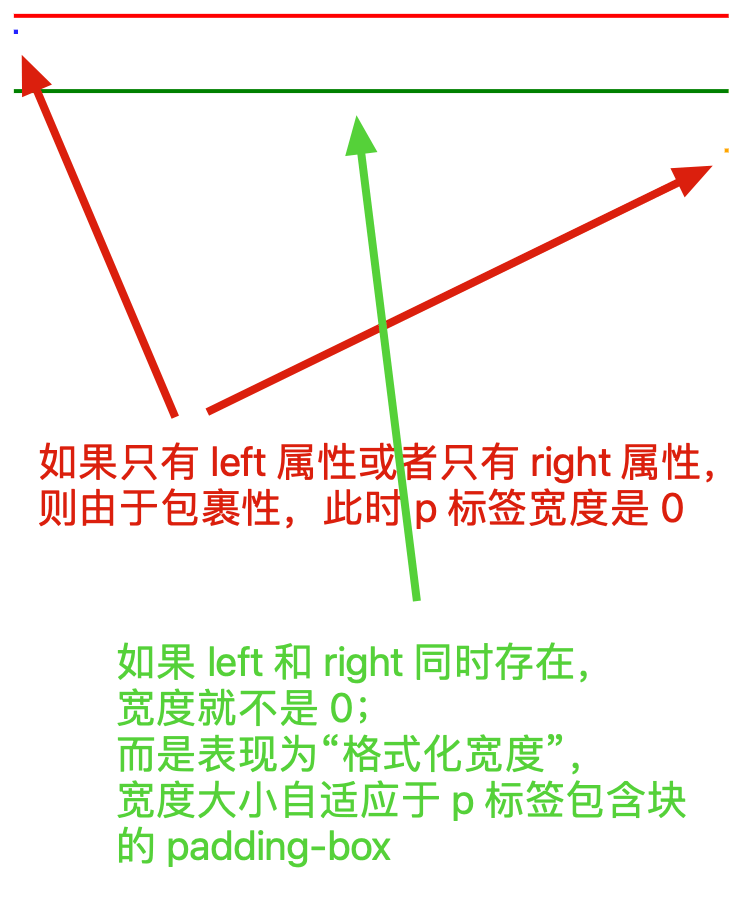 如果只有 left 属性或者只有 right 属性，
则由于包裹性，此时 p 标签宽度是 0
如果 left 和 right 同时存在，
宽度就不是 0；
而是表现为“格式化宽度”，
宽度大小自适应于 p 标签包含块
的 padding-box